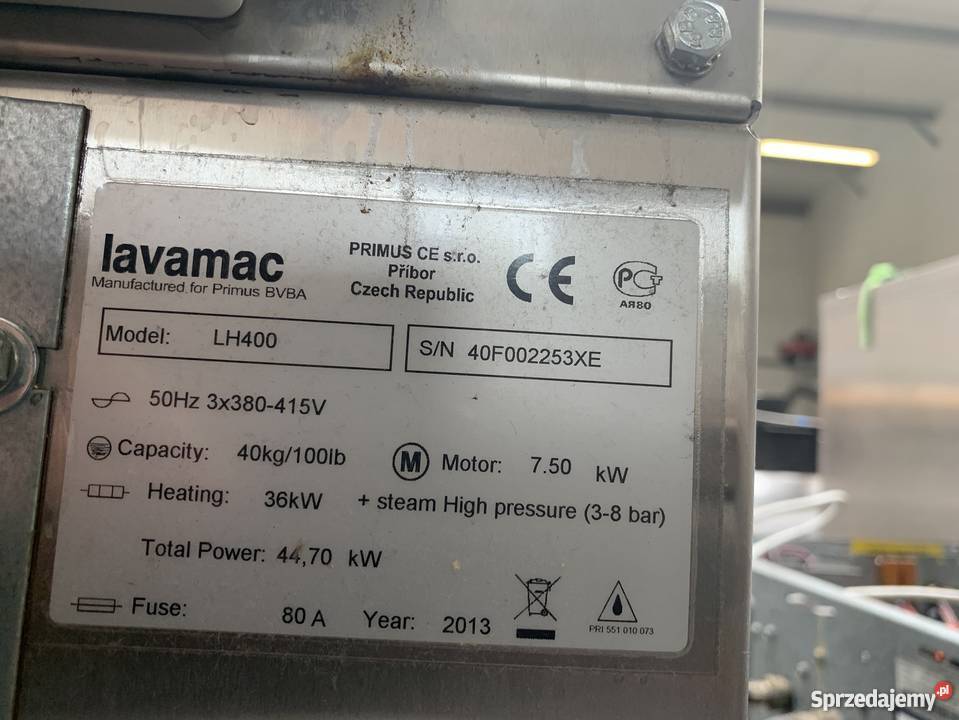 lavamac
Manufactured for Primus BVBA
PRIMUS CE s.r.o.
Příbor
Czech Republic
CE
PCT
АЯ80
Model: LH400
S/N 40F002253XE
50Hz 3x380-415V
Capacity: 40kg/100lb
M Motor: 7.50 kW
Heating: 36kW + steam High pressure (3-8 bar)
Total Power: 44,70 kW
Fuse: 80 A Year: 2013
PRI 551 010 073
Sprzedajemy.pl